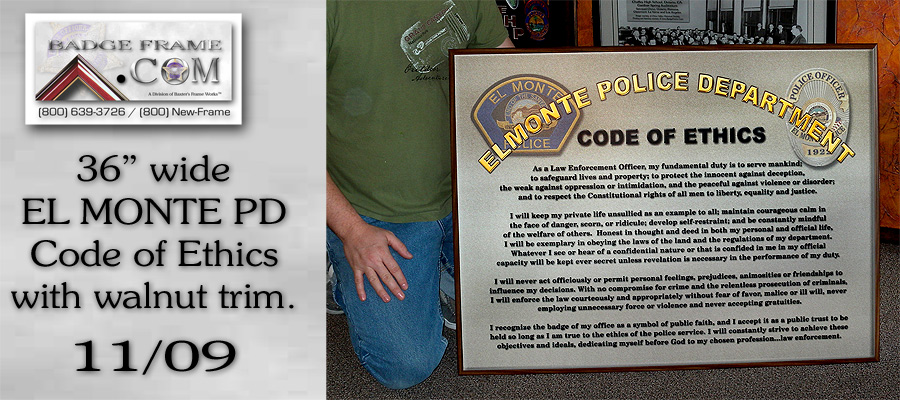 BADGE FRAME
.COM
A Division of Baxter's Frame Works™
(800) 639-3726 / (800) New-Frame
36” wide
EL MONTE PD
Code of Ethics
with walnut trim.
11/09
EL MONTE
POLICE
ELMONTE POLICE DEPARTMENT
POLICE OFFICER
EL MONTE
CODE OF ETHICS
As a Law Enforcement Officer, my fundamental duty is to serve mankind;
to safeguard lives and property; to protect the innocent against deception,
the weak against oppression or intimidation, and the peaceful against violence or disorder;
and to respect the Constitutional rights of all men to liberty, equality and justice.
I will keep my private life unsullied as an example to all; maintain courageous calm in
the face of danger, scorn, or ridicule; develop self-restraint; and be constantly mindful
of the welfare of others. Honest in thought and deed in both my personal and official life,
I will be exemplary in obeying the laws of the land and the regulations of my department.
Whatever I see or hear of a confidential nature or that is confided in me in my official
capacity will be kept ever secret unless revelation is necessary in the performance of my duty.
I will never act officiously or permit personal feelings, prejudices, animosities or friendships to
influence my decisions. With no compromise for crime and the relentless prosecution of criminals,
I will enforce the law courteously and appropriately without fear of favor, malice or ill will, never
employing unnecessary force or violence and never accepting gratuities.
I recognize the badge of my office as a symbol of public faith, and I accept it as a public trust to be
held so long as I am true to the ethics of the police service. I will constantly strive to achieve these
objectives and ideals, dedicating myself before God to my chosen profession...law enforcement.